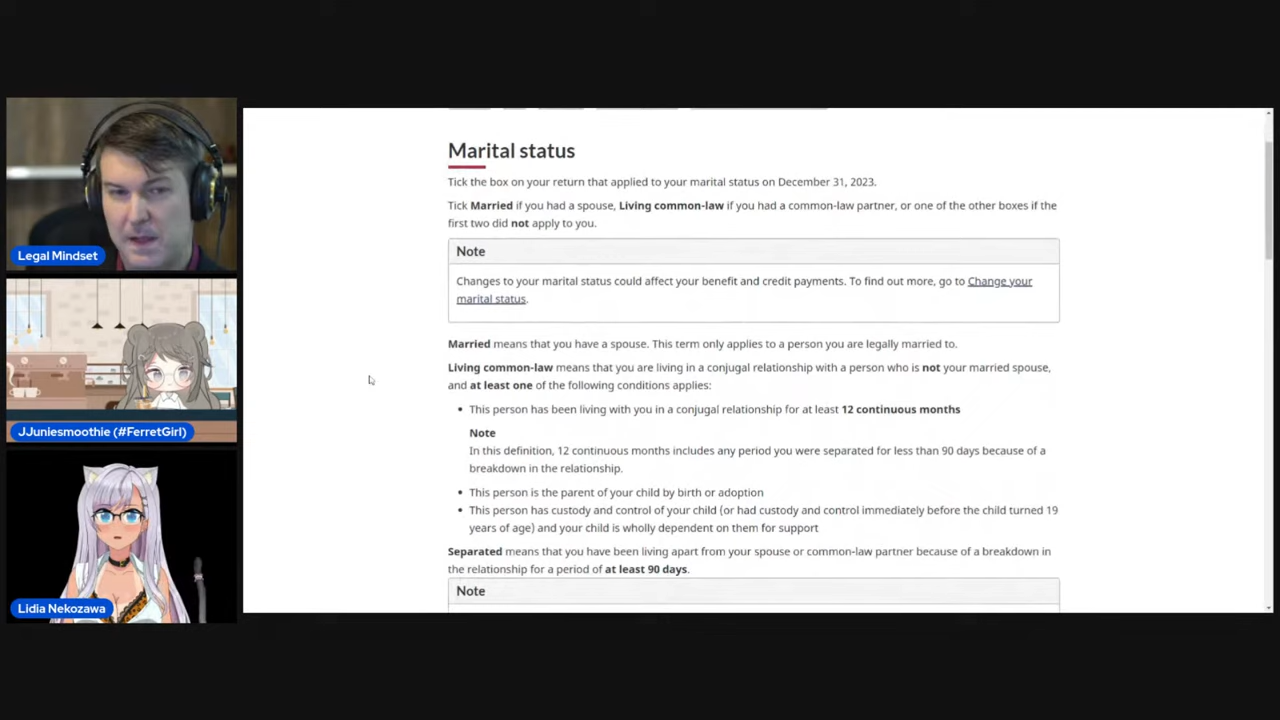 Legal Mindset
JJuniesmoothie (#FerretGirl)
Lidia Nekozawa
Marital status
Tick the box on your return that applied to your marital status on December 31, 2023.
Tick Married if you had a spouse, Living common-law if you had a common-law partner, or one of the other boxes if the
first two did not apply to you.
Note
Changes to your marital status could affect your benefit and credit payments. To find out more, go to Change your
marital status.
Married means that you have a spouse. This term only applies to a person you are legally married to.
Living common-law means that you are living in a conjugal relationship with a person who is not your married spouse,
and at least one of the following conditions applies:
• This person has been living with you in a conjugal relationship for at least 12 continuous months
Note
In this definition, 12 continuous months includes any period you were separated for less than 90 days because of a
breakdown in the relationship.
• This person is the parent of your child by birth or adoption
• This person has custody and control of your child (or had custody and control immediately before the child turned 19
years of age) and your child is wholly dependent on them for support
Separated means that you have been living apart from your spouse or common-law partner because of a breakdown in
the relationship for a period of at least 90 days.
Note